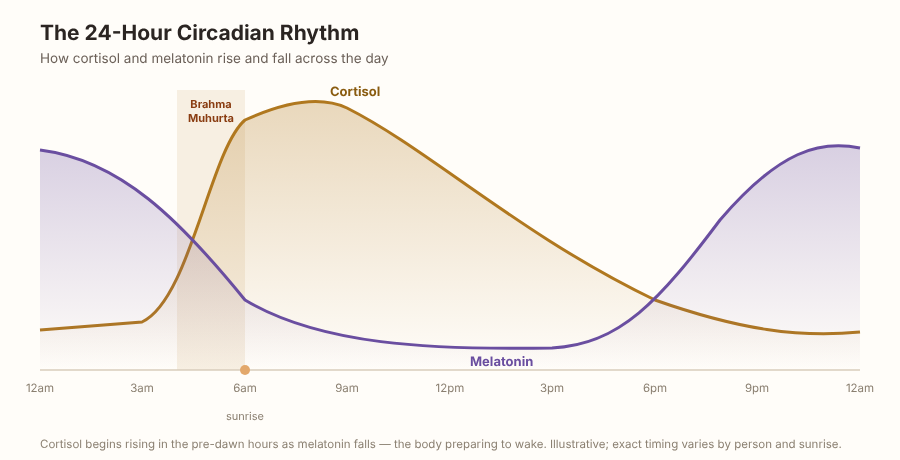 The 24-Hour Circadian Rhythm
How cortisol and melatonin rise and fall across the day
Cortisol
Brahma
Muhurta
Melatonin
12am 3am 6am 9am 12pm 3pm 6pm 9pm 12am
sunrise
Cortisol begins rising in the pre-dawn hours as melatonin falls — the body preparing to wake. Illustrative; exact timing varies by person and sunrise.